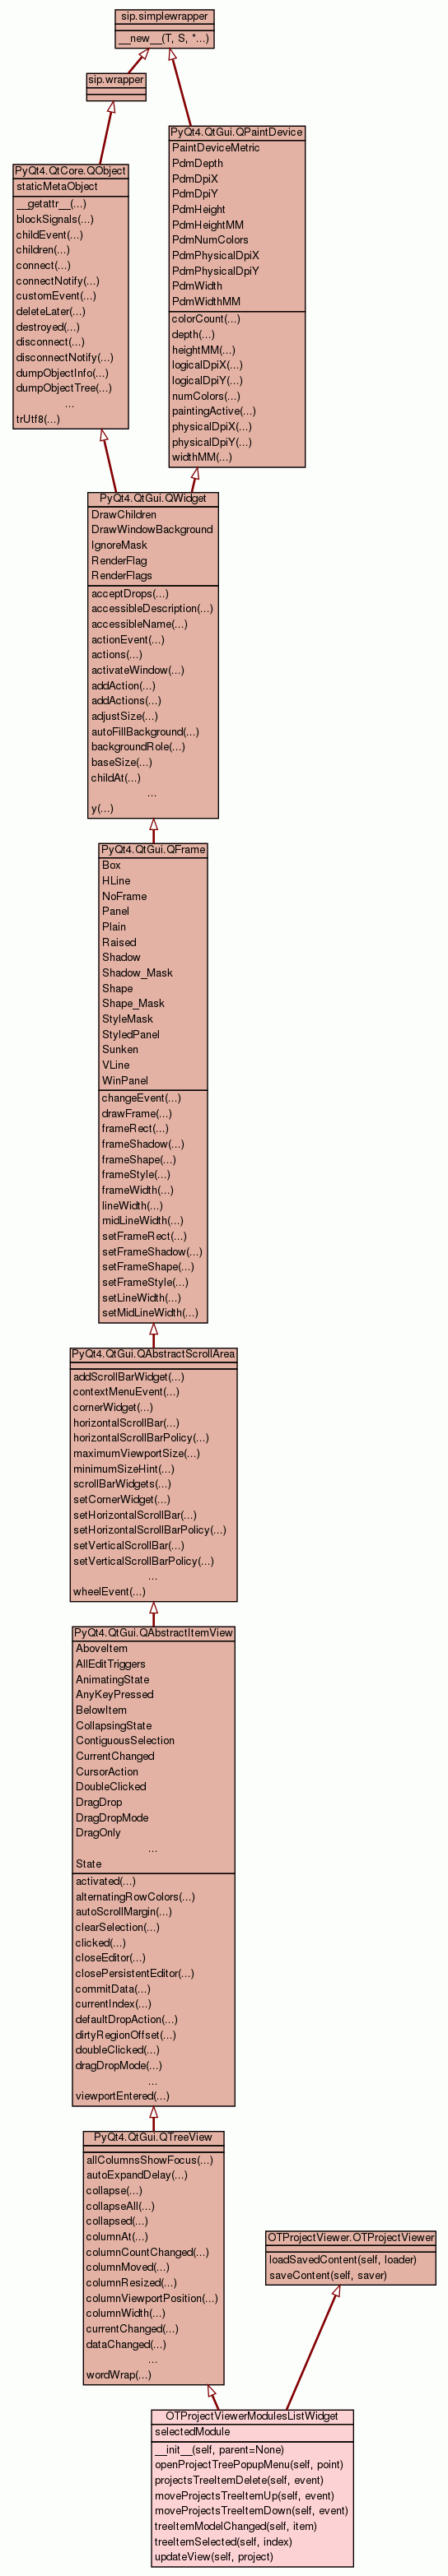 sip.simplewrapper
__new__(T, S, *...)
sip.wrapper
PyQt4.QtGui.QPaintDevice
PaintDeviceMetric
PdmDepth
PdmDpiX
PdmDpiY
PdmHeight
PdmHeightMM
PdmNumColors
PdmPhysicalDpiX
PdmPhysicalDpiY
PdmWidth
PdmWidthMM
colorCount(...)
depth(...)
heightMM(...)
logicalDpiX(...)
logicalDpiY(...)
numColors(...)
paintingActive(...)
physicalDpiX(...)
physicalDpiY(...)
widthMM(...)
PyQt4.QtCore.QObject
staticMetaObject
__getattr__(...)
blockSignals(...)
childEvent(...)
children(...)
connect(...)
connectNotify(...)
customEvent(...)
deleteLater(...)
destroyed(...)
disconnect(...)
disconnectNotify(...)
dumpObjectInfo(...)
dumpObjectTree(...)
...
trUtf8(...)
PyQt4.QtGui.QWidget
DrawChildren
DrawWindowBackground
IgnoreMask
RenderFlag
RenderFlags
acceptDrops(...)
accessibleDescription(...)
accessibleName(...)
actionEvent(...)
actions(...)
activateWindow(...)
addAction(...)
addActions(...)
adjustSize(...)
autoFillBackground(...)
backgroundRole(...)
baseSize(...)
childAt(...)
...
y(...)
PyQt4.QtGui.QFrame
Box
HLine
NoFrame
Panel
Plain
Raised
Shadow
Shadow_Mask
Shape
Shape_Mask
StyleMask
StyledPanel
Sunken
VLine
WinPanel
changeEvent(...)
drawFrame(...)
frameRect(...)
frameShadow(...)
frameShape(...)
frameStyle(...)
frameWidth(...)
lineWidth(...)
midLineWidth(...)
setFrameRect(...)
setFrameShadow(...)
setFrameShape(...)
setFrameStyle(...)
setLineWidth(...)
setMidLineWidth(...)
PyQt4.QtGui.QAbstractScrollArea
addScrollBarWidget(...)
contextMenuEvent(...)
cornerWidget(...)
horizontalScrollBar(...)
horizontalScrollBarPolicy(...)
maximumViewportSize(...)
minimumSizeHint(...)
scrollBarWidgets(...)
setCornerWidget(...)
setHorizontalScrollBar(...)
setHorizontalScrollBarPolicy(...)
setVerticalScrollBar(...)
setVerticalScrollBarPolicy(...)
...
wheelEvent(...)
PyQt4.QtGui.QAbstractItemView
AboveItem
AllEditTriggers
AnimatingState
AnyKeyPressed
BelowItem
CollapsingState
ContiguousSelection
CurrentChanged
CursorAction
DoubleClicked
DragDrop
DragDropMode
DragOnly
...
State
activated(...)
alternatingRowColors(...)
autoScrollMargin(...)
clearSelection(...)
clicked(...)
closeEditor(...)
closePersistentEditor(...)
commitData(...)
currentIndex(...)
defaultDropAction(...)
dirtyRegionOffset(...)
doubleClicked(...)
dragDropMode(...)
...
viewportEntered(...)
PyQt4.QtGui.QTreeView
allColumnsShowFocus(...)
autoExpandDelay(...)
collapse(...)
collapseAll(...)
collapsed(...)
columnAt(...)
columnCountChanged(...)
columnMoved(...)
columnResized(...)
columnViewportPosition(...)
columnWidth(...)
currentChanged(...)
dataChanged(...)
...
wordWrap(...)
OTProjectViewer.OTProjectViewer
loadSavedContent(self, loader)
saveContent(self, saver)
OTProjectViewerModulesListWidget
selectedModule
__init__(self, parent=None)
openProjectTreePopupMenu(self, point)
projectsTreeItemDelete(self, event)
moveProjectsTreeItemUp(self, event)
moveProjectsTreeItemDown(self, event)
treeItemModelChanged(self, item)
treeItemSelected(self, index)
updateView(self, project)